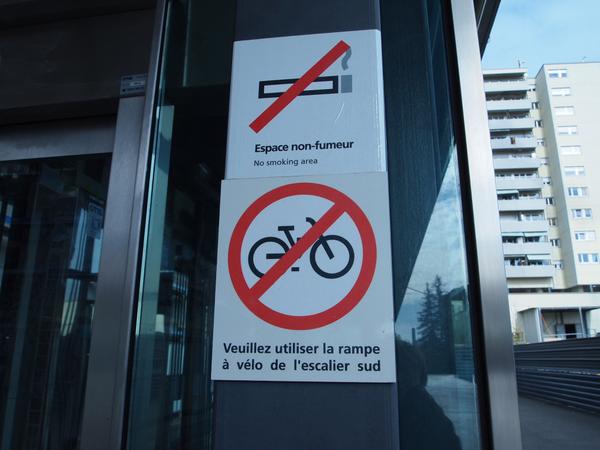 Espace non-fumeur
No smoking area
Veuillez utiliser la rampe
à vélo de l'escalier sud